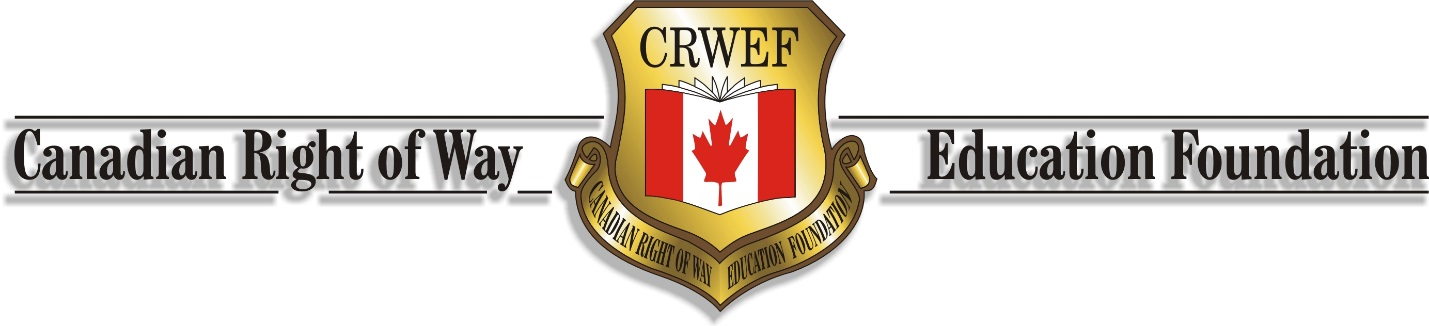 CRWEF
Canadian Right of Way
Education Foundation
CANADIAN RIGHT OF WAY EDUCATION FOUNDATION